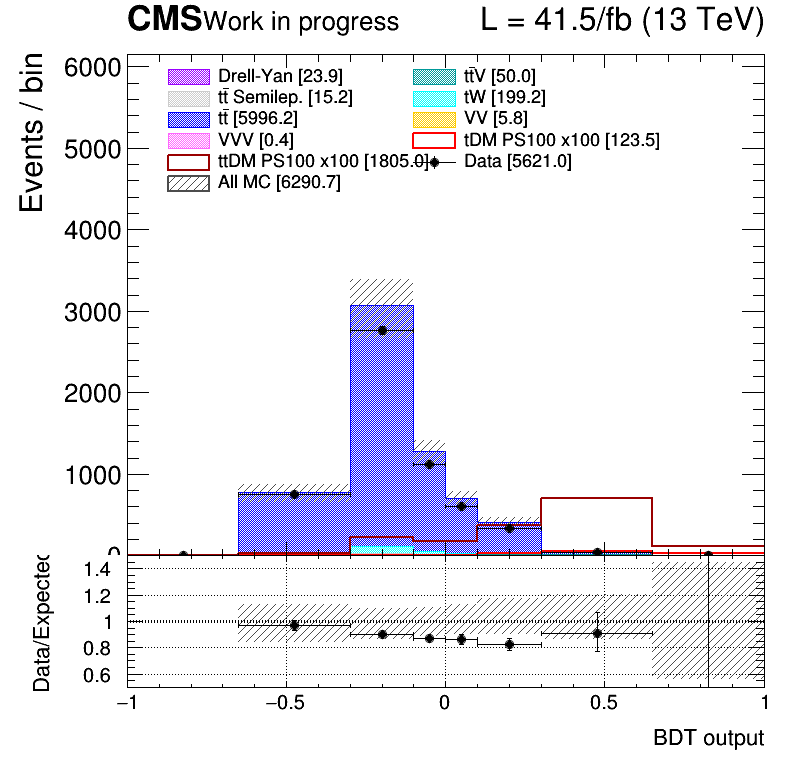 CMS Work in progress L = 41.5/fb (13 TeV)
Events / bin
6000
5000
4000
3000
2000
1000
0
Drell-Yan [23.9] tt̄V [50.0]
tt̄ Semilep. [15.2] tW [199.2]
tt̄ [5996.2] VV [5.8]
VVV [0.4] tDM PS100 x100 [123.5]
ttDM PS100 x100 [1805.0] Data [5621.0]
All MC [6290.7]
Data/Expected
1.4
1.2
1
0.8
0.6
−1 −0.5 0 0.5 1
BDT output